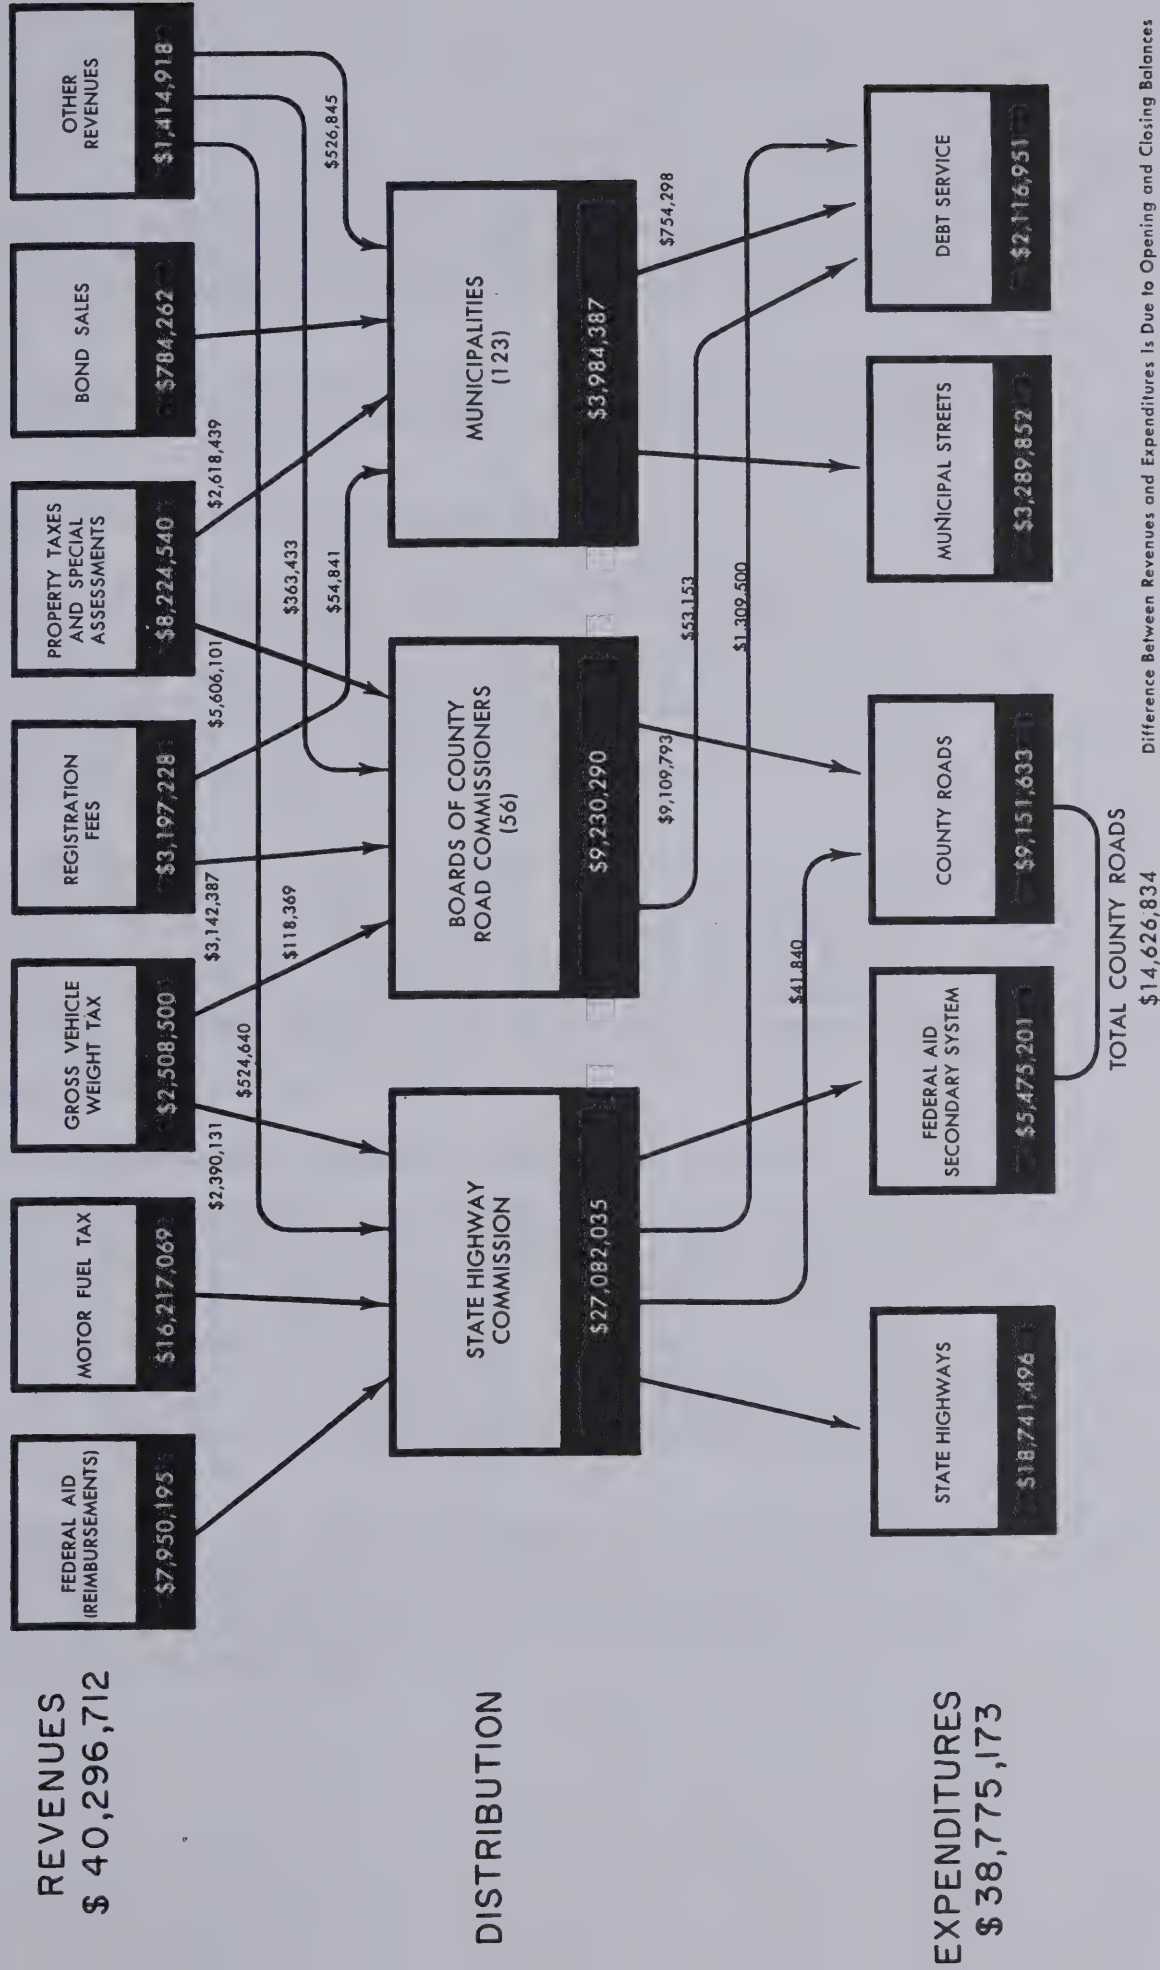 REVENUES
$ 40,296,712
FEDERAL AID
(REIMBURSEMENTS)
$7,950,195
MOTOR FUEL TAX
$16,217,069
GROSS VEHICLE
WEIGHT TAX
$2,508,500
REGISTRATION
FEES
$3,197,228
PROPERTY TAXES
AND SPECIAL
ASSESSMENTS
$8,224,540
BOND SALES
$784,262
OTHER
REVENUES
$1,414,918
$2,390,131
$524,640
$3,142,387
$118,369
$5,606,101
$363,433
$54,841
$2,618,439
$526,845
DISTRIBUTION
STATE HIGHWAY
COMMISSION
$27,082,035
BOARDS OF COUNTY
ROAD COMMISSIONERS
(56)
$9,230,290
MUNICIPALITIES
(123)
$3,984,387
$41,840
$9,109,793
$53,153
$1,309,500
$754,298
EXPENDITURES
$ 38,775,173
STATE HIGHWAYS
$18,741,496
FEDERAL AID
SECONDARY SYSTEM
$5,475,201
COUNTY ROADS
$9,151,633
MUNICIPAL STREETS
$3,289,852
DEBT SERVICE
$2,116,951
TOTAL COUNTY ROADS
$14,626,834
Difference Between Revenues and Expenditures Is Due to Opening and Closing Balances